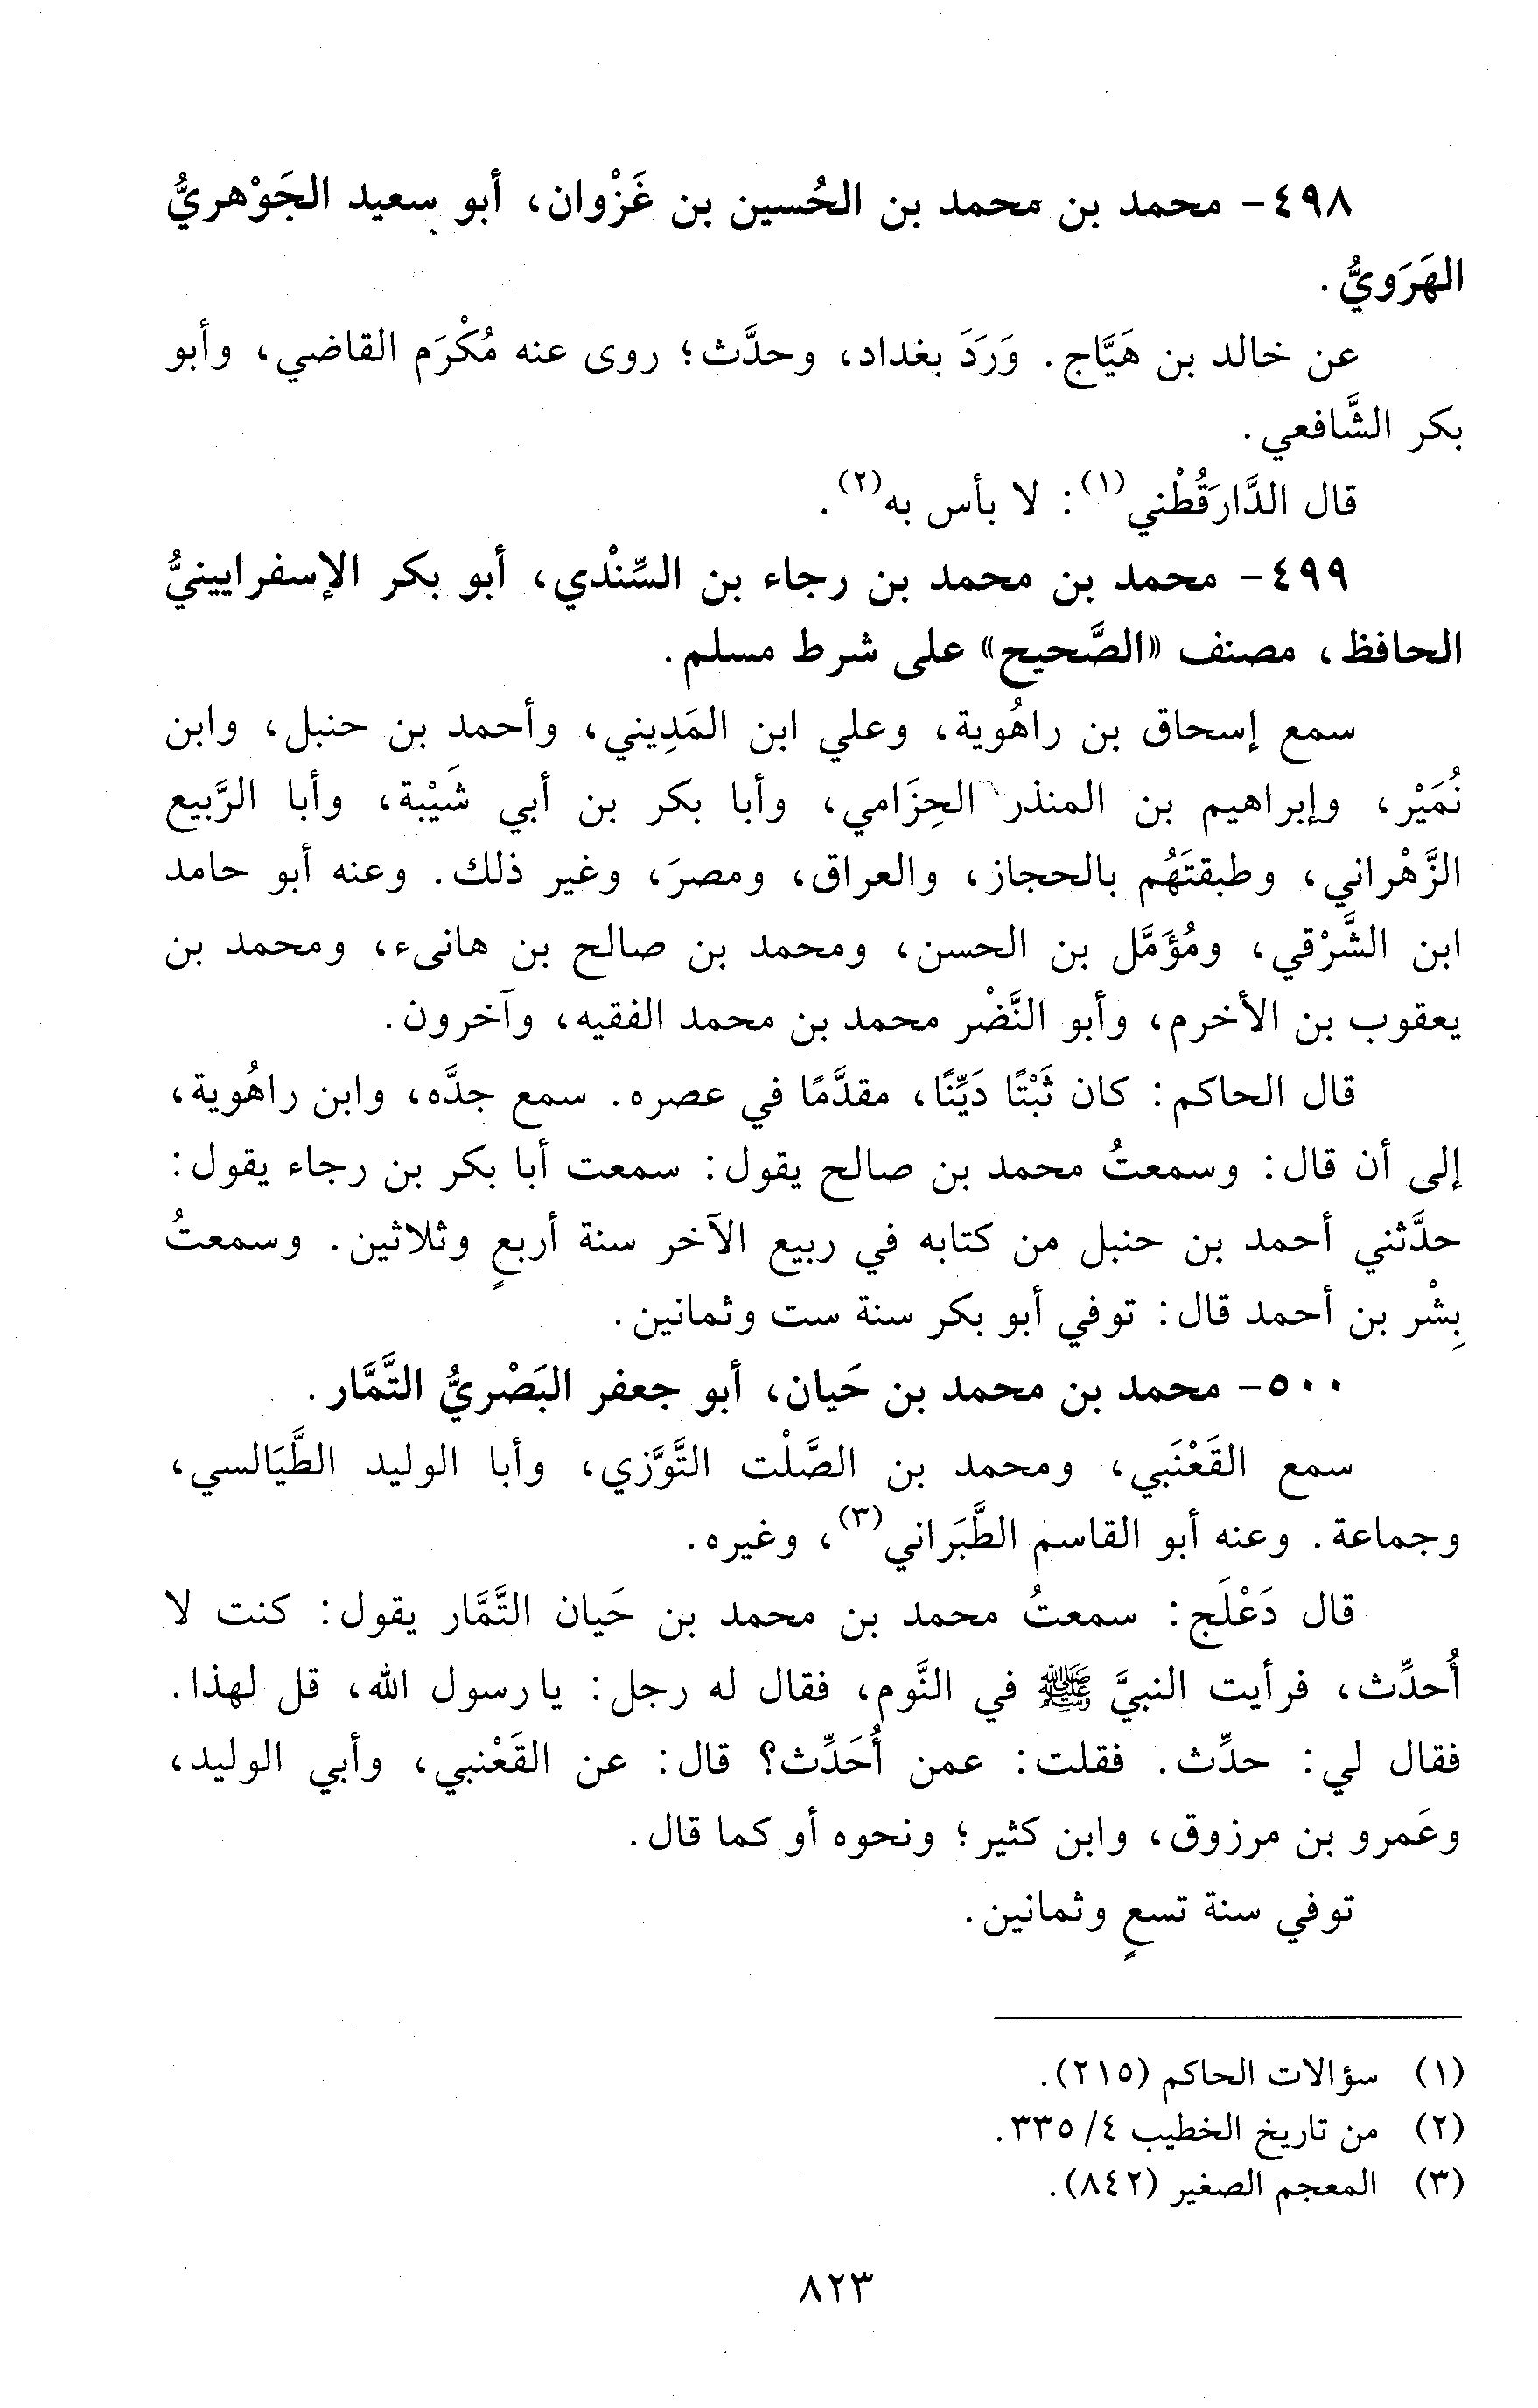 ٤٩٨- محمد بن محمد بن الحُسين بن غَزْوان، أبو سعيد الجَوْهريُّ
الهَرَويُّ.
عن خالد بن هَيَّاج. وَرَدَ بغداد، وحدَّث؛ روى عنه مُكْرَم القاضي، وأبو
بكر الشَّافعي.
قال الدَّارَقُطْني(١): لا بأس به(٢).
٤٩٩- محمد بن محمد بن رجاء بن السِّنْدي، أبو بكر الإسفرايينيُّ
الحافظ، مصنف «الصَّحيح» على شرط مسلم.
سمع إسحاق بن راهُوية، وعلي ابن المَدِيني، وأحمد بن حنبل، وابن
نُمَيْر، وإبراهيم بن المنذر الحِزَامي، وأبا بكر بن أبي شَيْبة، وأبا الرَّبيع
الزَّهْراني، وطبقتَهُم بالحجاز، والعراق، ومصرَ، وغير ذلك. وعنه أبو حامد
ابن الشَّرْقي، ومُؤَمَّل بن الحسن، ومحمد بن صالح بن هانىء، ومحمد بن
يعقوب بن الأخرم، وأبو النَّضْر محمد بن محمد الفقيه، وآخرون.
قال الحاكم: كان ثَبْتًا دَيِّنًا، مقدَّمًا في عصره. سمع جدَّه، وابن راهُوية،
إلى أن قال: وسمعتُ محمد بن صالح يقول: سمعت أبا بكر بن رجاء يقول:
حدَّثني أحمد بن حنبل من كتابه في ربيع الآخر سنة أربعٍ وثلاثين. وسمعتُ
بِشْر بن أحمد قال: توفي أبو بكر سنة ست وثمانين.
٥٠٠- محمد بن محمد بن حَيان، أبو جعفر البَصْريُّ التَّمَّار.
سمع القَعْنَبي، ومحمد بن الصَّلْت التَّوَّزي، وأبا الوليد الطَّيَالسي،
وجماعة. وعنه أبو القاسم الطَّبَراني(٣)، وغيره.
قال دَعْلَج: سمعتُ محمد بن محمد بن حَيان التَّمَّار يقول: كنت لا
أُحدِّث، فرأيت النبيَّ ﷺ في النَّوم، فقال له رجل: يا رسول الله، قل لهذا.
فقال لي: حدِّث. فقلت: عمن أُحَدِّث؟ قال: عن القَعْنبي، وأبي الوليد،
وعَمرو بن مرزوق، وابن كثير؛ ونحوه أو كما قال.
توفي سنة تسعٍ وثمانين.
(١) سؤالات الحاكم (٢١٥).
(٢) من تاريخ الخطيب ٤/ ٣٣٥.
(٣) المعجم الصغير (٨٤٢).
٨٢٣